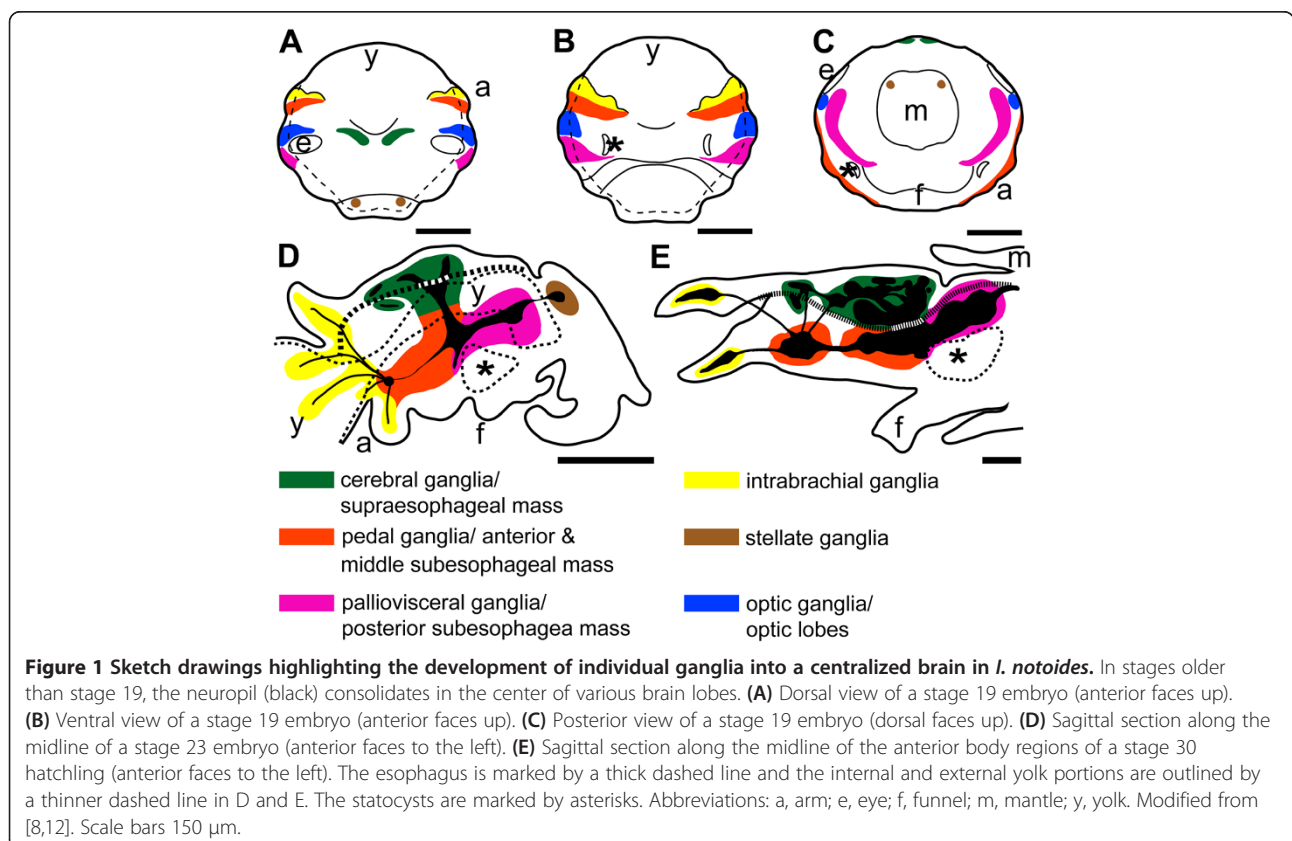 A
y
a
e
B
y
*
C
e
m
*
f
a
D
y
*
y
a
f
E
m
*
f
cerebral ganglia/
supraesophageal mass
pedal ganglia/ anterior &
middle subesophageal mass
palliovisceral ganglia/
posterior subesophagea mass
intrabrachial ganglia
stellate ganglia
optic ganglia/
optic lobes
Figure 1 Sketch drawings highlighting the development of individual ganglia into a centralized brain in I. notoides. In stages older
than stage 19, the neuropil (black) consolidates in the center of various brain lobes. (A) Dorsal view of a stage 19 embryo (anterior faces up).
(B) Ventral view of a stage 19 embryo (anterior faces up). (C) Posterior view of a stage 19 embryo (dorsal faces up). (D) Sagittal section along the
midline of a stage 23 embryo (anterior faces to the left). (E) Sagittal section along the midline of the anterior body regions of a stage 30
hatchling (anterior faces to the left). The esophagus is marked by a thick dashed line and the internal and external yolk portions are outlined by
a thinner dashed line in D and E. The statocysts are marked by asterisks. Abbreviations: a, arm; e, eye; f, funnel; m, mantle; y, yolk. Modified from
[8,12]. Scale bars 150 μm.